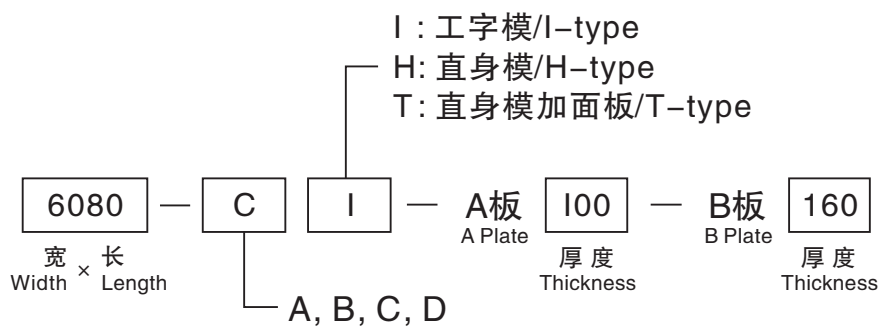 I : 工字模/I–type
H: 直身模/H–type
T: 直身模加面板/T–type
6080 — C I — A板 I00 — B板 160
A Plate B Plate
宽 × 长 厚度 厚度
Width Length Thickness Thickness
A, B, C, D